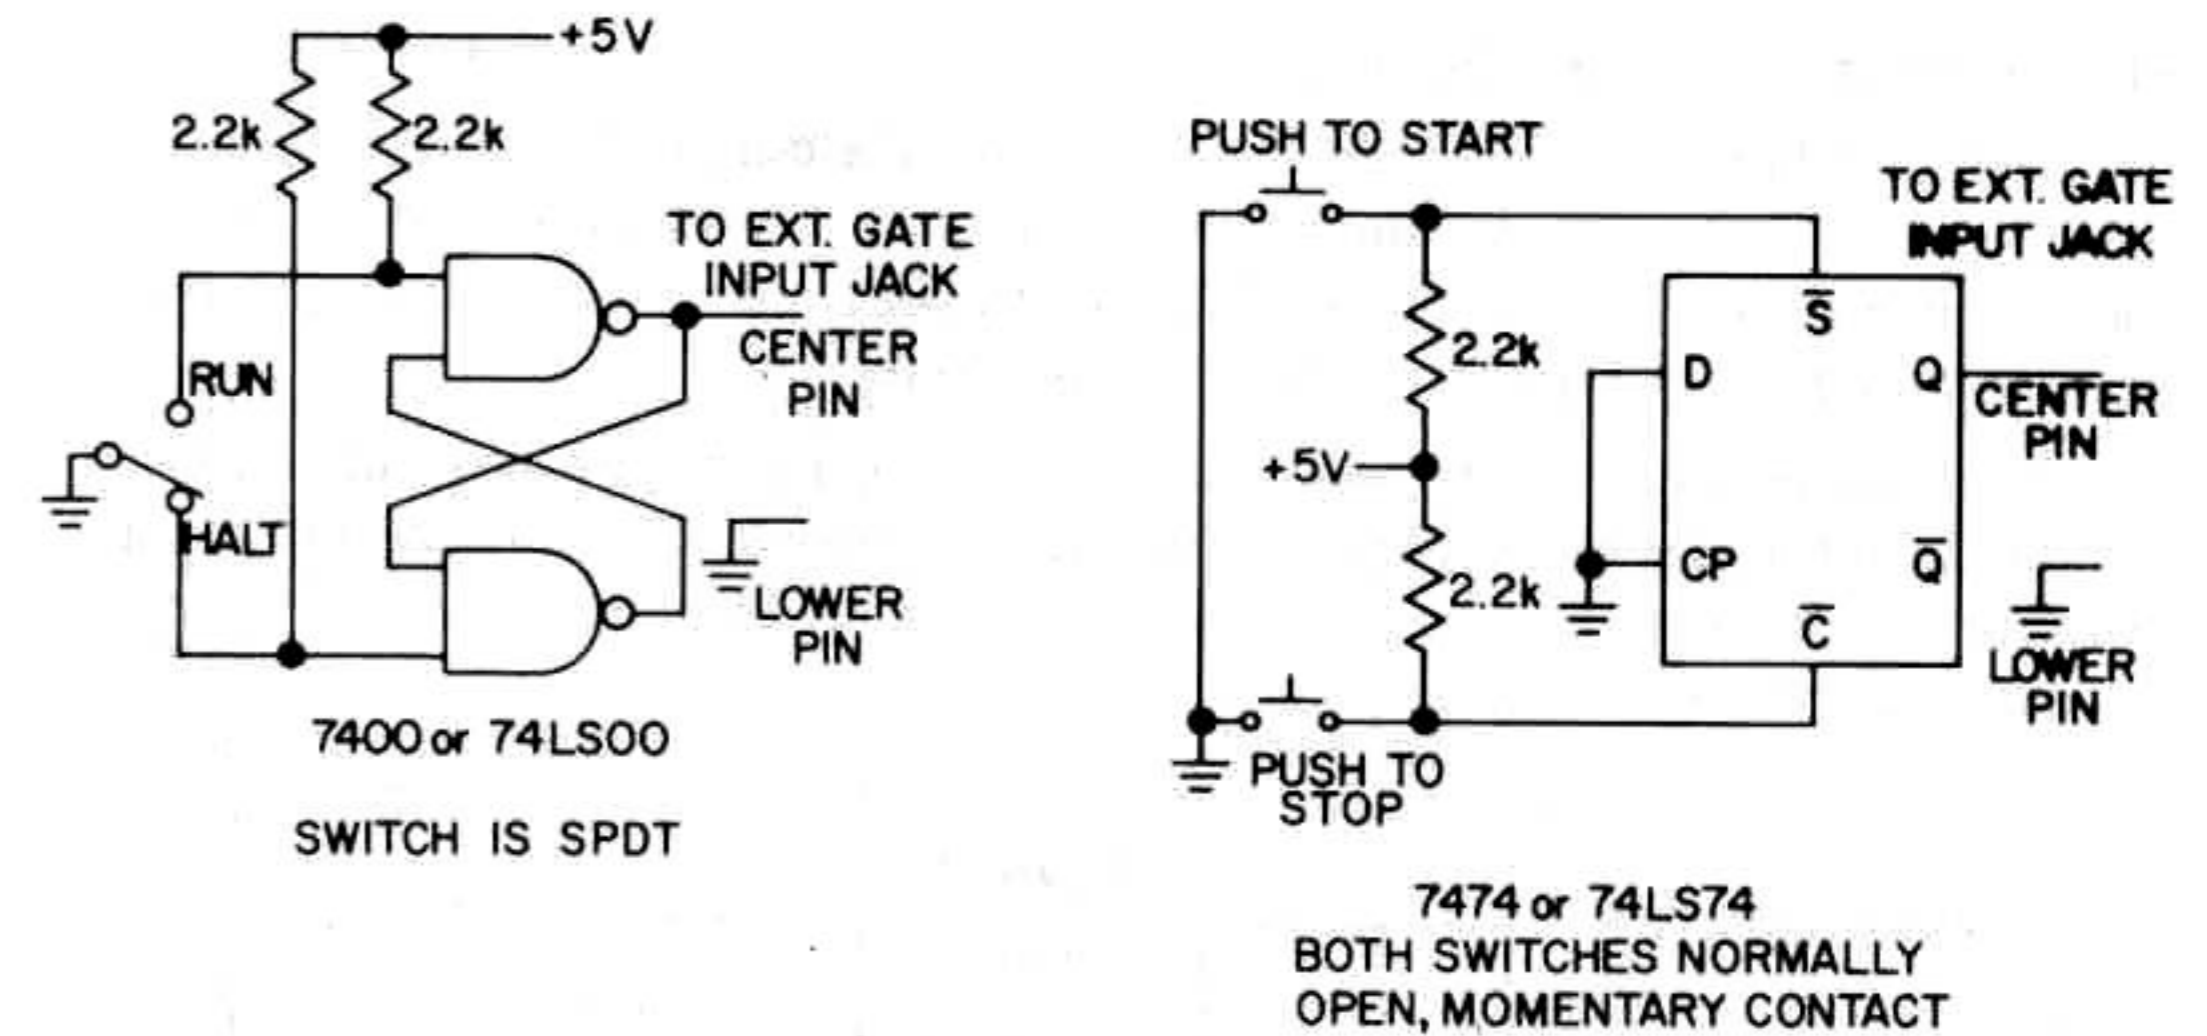 +5V
2.2k
2.2k
TO EXT. GATE
INPUT JACK
CENTER
PIN
RUN
HALT
LOWER
PIN
7400 or 74LS00
SWITCH IS SPDT
PUSH TO START
TO EXT. GATE
INPUT JACK
S̅
2.2k
D
Q
CENTER
PIN
+5V
2.2k
CP
Q̅
C̅
LOWER
PIN
PUSH TO
STOP
7474 or 74LS74
BOTH SWITCHES NORMALLY
OPEN, MOMENTARY CONTACT